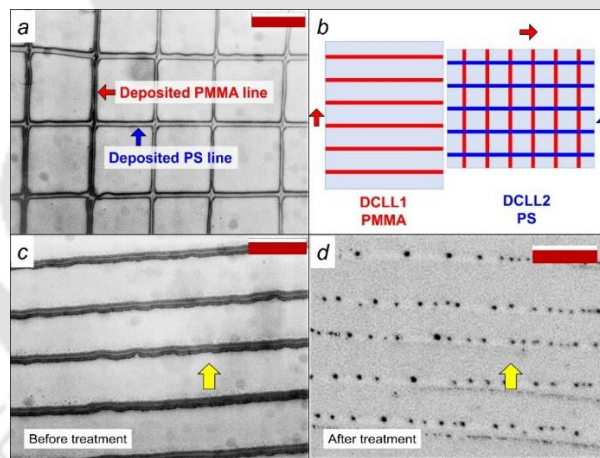 a
Deposited PMMA line
Deposited PS line
b
DCLL1
PMMA
DCLL2
PS
c
Before treatment
d
After treatment